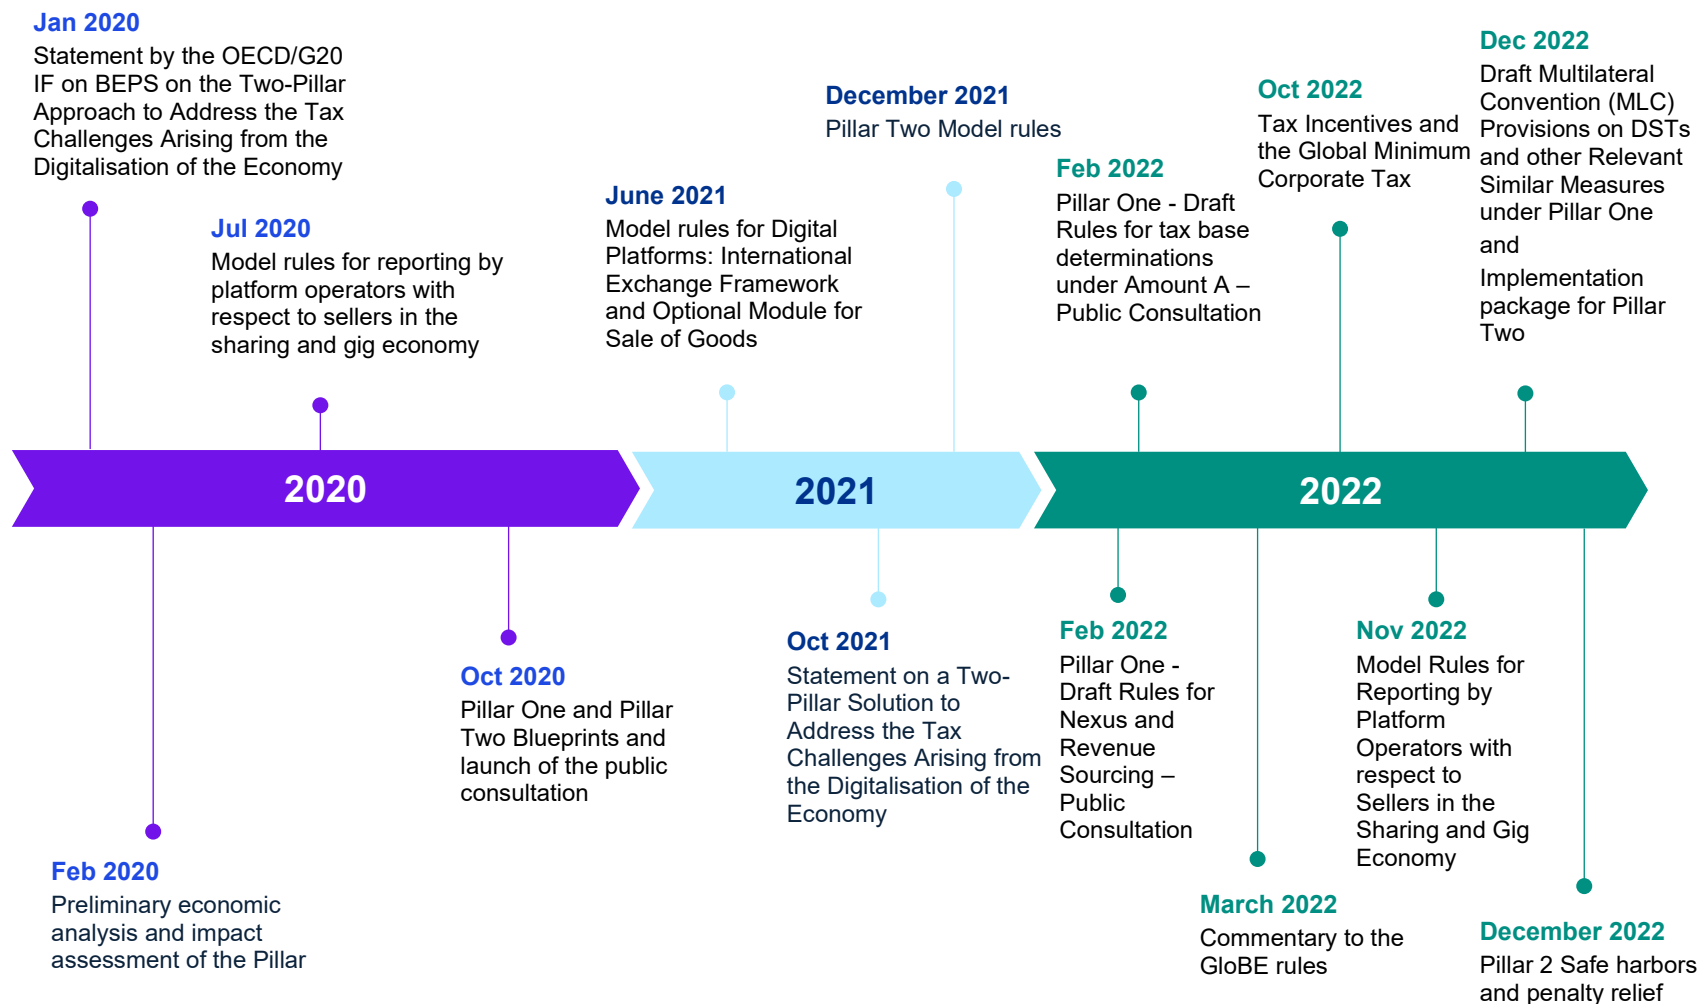 Jan 2020
Statement by the OECD/G20
IF on BEPS on the Two-Pillar
Approach to Address the Tax
Challenges Arising from the
Digitalisation of the Economy
Jul 2020
Model rules for reporting by
platform operators with
respect to sellers in the
sharing and gig economy
June 2021
Model rules for Digital
Platforms: International
Exchange Framework
and Optional Module for
Sale of Goods
December 2021
Pillar Two Model rules
Feb 2022
Pillar One - Draft
Rules for tax base
determinations
under Amount A –
Public Consultation
Oct 2022
Tax Incentives and
the Global Minimum
Corporate Tax
Dec 2022
Draft Multilateral
Convention (MLC)
Provisions on DSTs
and other Relevant
Similar Measures
under Pillar One
and
Implementation
package for Pillar
Two
2020
2021
2022
Feb 2020
Preliminary economic
analysis and impact
assessment of the Pillar
Oct 2020
Pillar One and Pillar
Two Blueprints and
launch of the public
consultation
Oct 2021
Statement on a Two-
Pillar Solution to
Address the Tax
Challenges Arising from
the Digitalisation of the
Economy
Feb 2022
Pillar One -
Draft Rules for
Nexus and
Revenue
Sourcing –
Public
Consultation
March 2022
Commentary to the
GloBE rules
Nov 2022
Model Rules for
Reporting by
Platform
Operators with
respect to
Sellers in the
Sharing and Gig
Economy
December 2022
Pillar 2 Safe harbors
and penalty relief